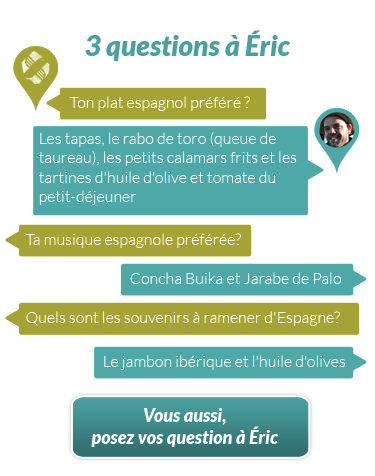 3 questions à Éric
Ton plat espagnol préféré ?
Les tapas, le rabo de toro (queue de
taureau), les petits calamars frits et les
tartines d'huile d'olive et tomate du
petit-déjeuner
Ta musique espagnole préférée?
Concha Buika et Jarabe de Palo
Quels sont les souvenirs à ramener d'Espagne?
Le jambon ibérique et l'huile d'olives
Vous aussi,
posez vos question à Éric